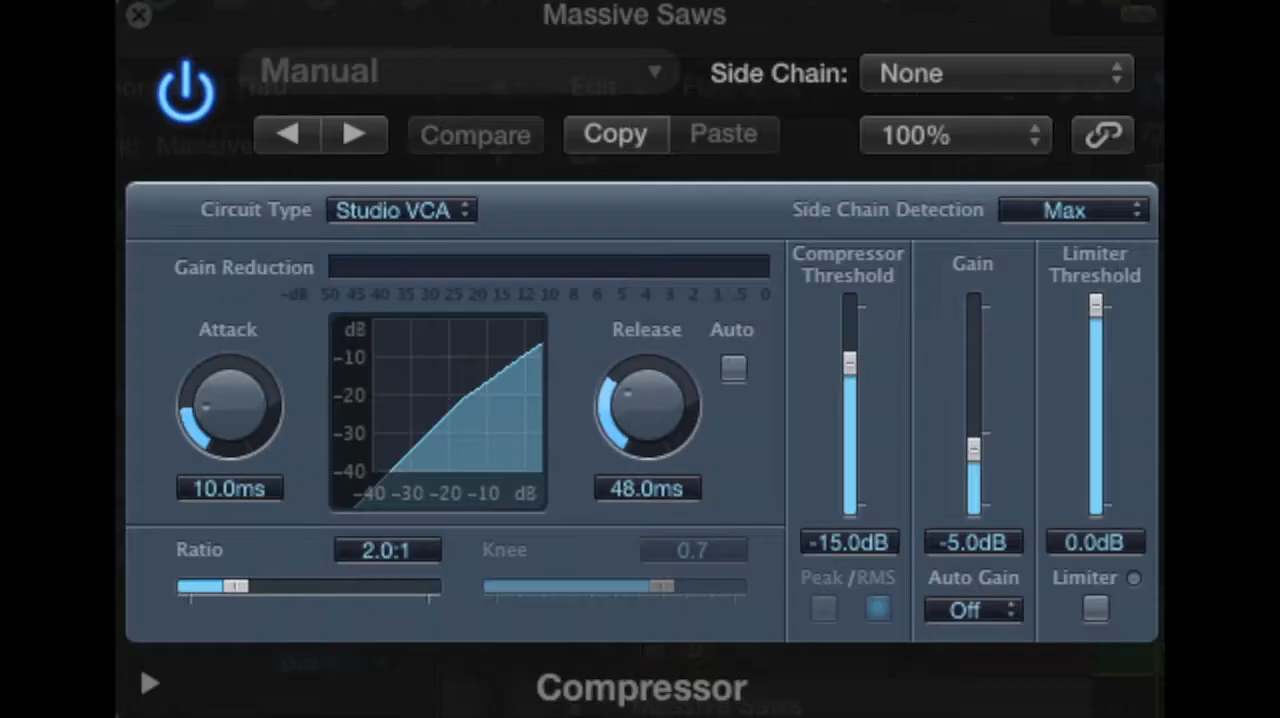 Massive Saws
Manual
Side Chain: None
Compare Copy Paste 100%
Circuit Type Studio VCA Side Chain Detection Max
Gain Reduction
-dB 50 45 40 35 30 25 20 15 12 10 8 6 5 4 3 2 1 .5 0
Compressor Threshold
Gain
Limiter Threshold
Attack
Release Auto
dB
-10
-20
-30
-40
-40 -30 -20 -10 dB
10.0ms
48.0ms
-15.0dB -5.0dB 0.0dB
Ratio 2.0:1 Knee 0.7
Peak / RMS Auto Gain Limiter
Off
Compressor